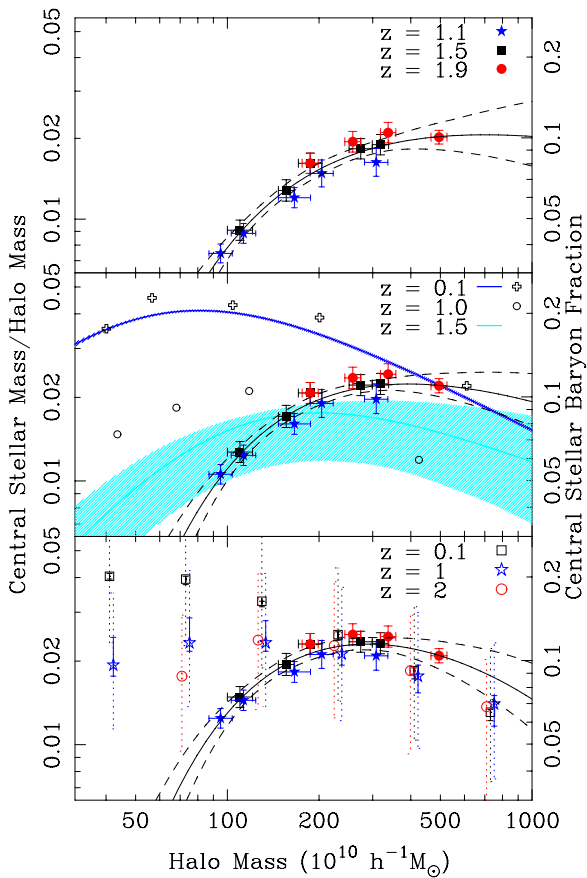 0.05
0.02
0.01
z = 1.1
z = 1.5
z = 1.9
0.2
0.1
0.05
0.05
0.02
0.01
z = 0.1
z = 1.0
z = 1.5
0.2
0.1
0.05
0.05
0.02
0.01
z = 0.1
z = 1
z = 2
0.2
0.1
0.05
Central Stellar Mass/Halo Mass
Central Stellar Baryon Fraction
50 100 200 500 1000
Halo Mass (10¹⁰ h⁻¹M☉)